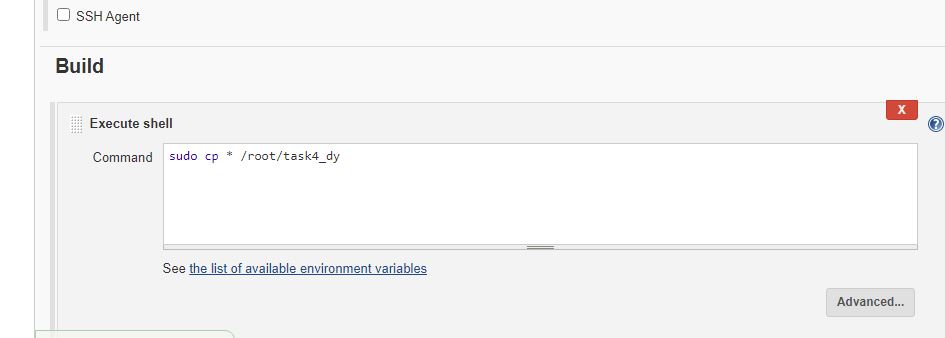 SSH Agent
Build
X
Execute shell
?
Command
sudo cp * /root/task4_dy
See the list of available environment variables
Advanced...